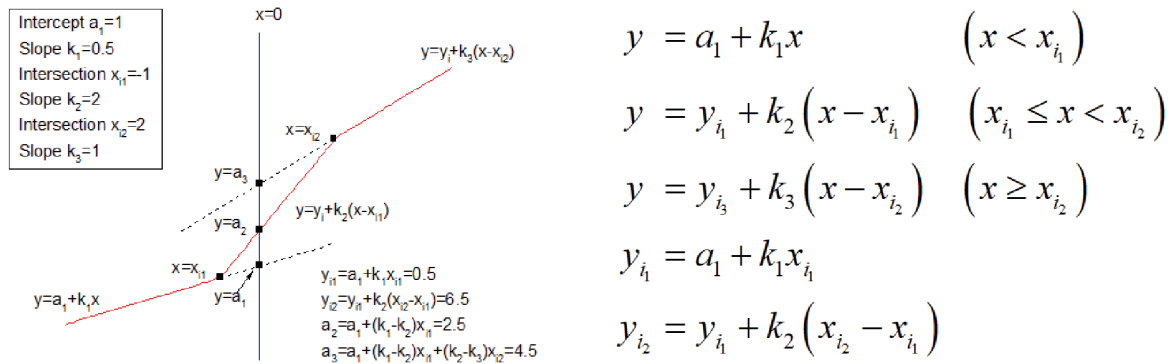 Intercept a₁=1
Slope k₁=0.5
Intersection xᵢ₁=-1
Slope k₂=2
Intersection xᵢ₂=2
Slope k₃=1
x=0
y=yᵢ+k₃(x-xᵢ₂)
x=xᵢ₂
y=a₃
y=a₂
y=yᵢ+k₂(x-xᵢ₁)
x=xᵢ₁
y=a₁
y=a₁+k₁x
yᵢ₁=a₁+k₁xᵢ₁=0.5
yᵢ₂=yᵢ₁+k₂(xᵢ₂-xᵢ₁)=6.5
a₂=a₁+(k₁-k₂)xᵢ₁=2.5
a₃=a₁+(k₁-k₂)xᵢ₁+(k₂-k₃)xᵢ₂=4.5
y = a₁ + k₁x (x < xᵢ₁)
y = yᵢ₁ + k₂(x − xᵢ₁) (xᵢ₁ ≤ x < xᵢ₂)
y = yᵢ₃ + k₃(x − xᵢ₂) (x ≥ xᵢ₂)
yᵢ₁ = a₁ + k₁xᵢ₁
yᵢ₂ = yᵢ₁ + k₂(xᵢ₂ − xᵢ₁)